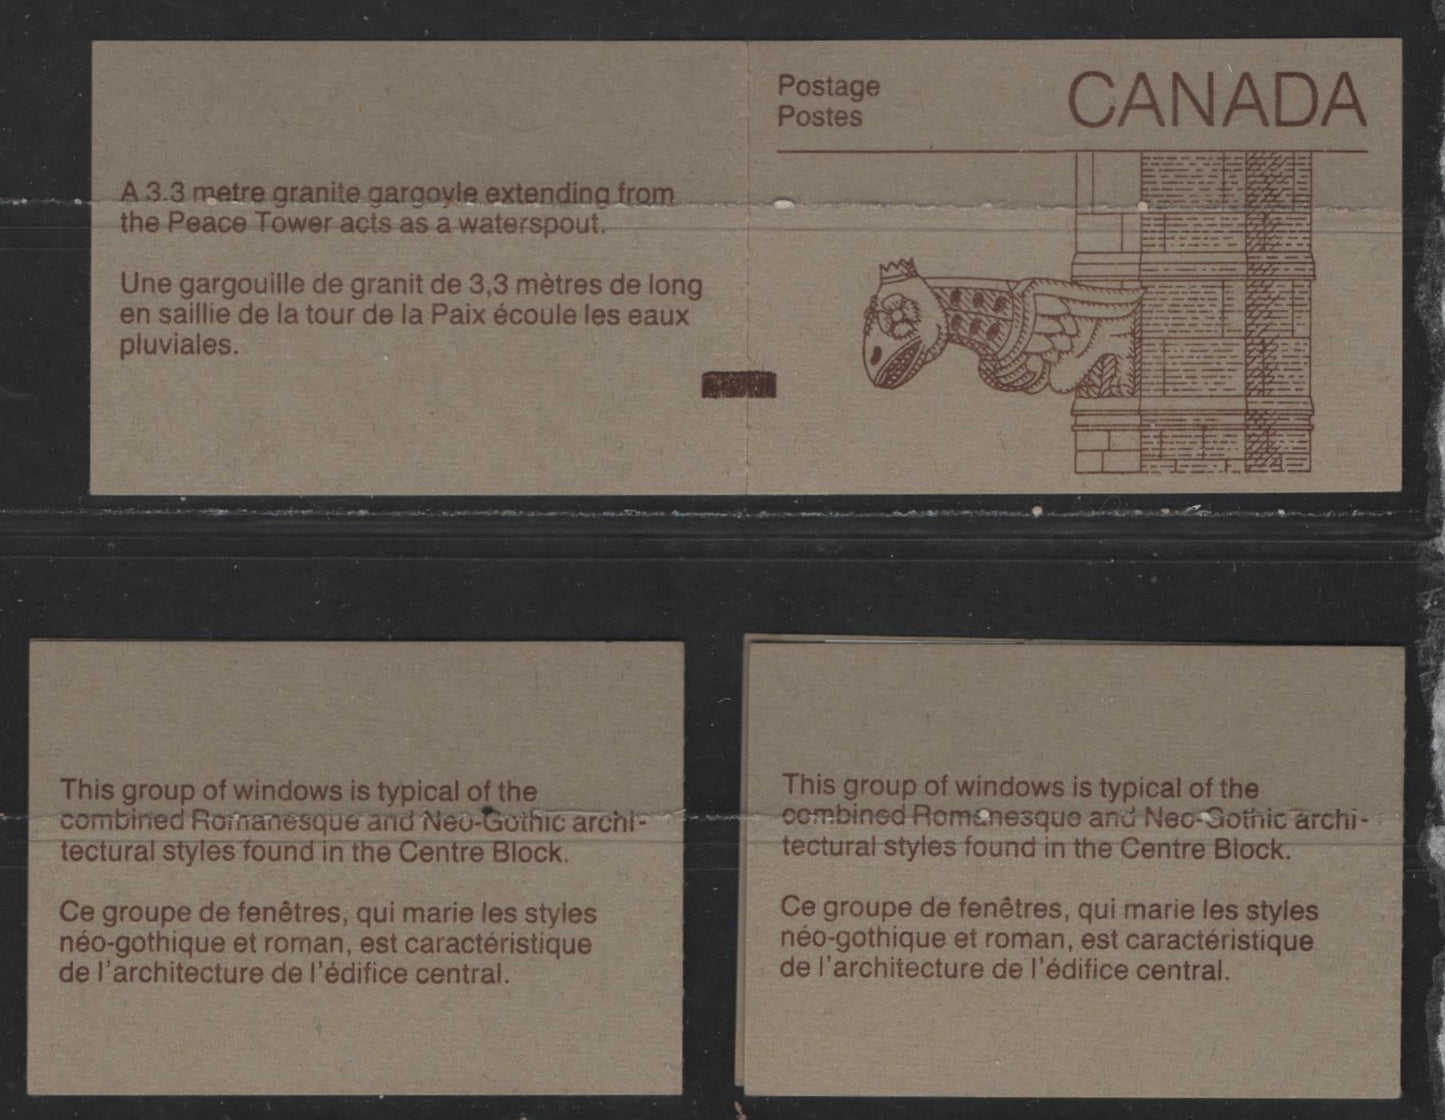 A 3.3 metre granite gargoyle extending from
the Peace Tower acts as a waterspout.
Une gargouille de granit de 3,3 mètres de long
en saillie de la tour de la Paix écoule les eaux
pluviales.
Postage
Postes
CANADA
This group of windows is typical of the
combined Romanesque and Neo-Gothic archi-
tectural styles found in the Centre Block.
Ce groupe de fenêtres, qui marie les styles
néo-gothique et roman, est caractéristique
de l'architecture de l'édifice central.
This group of windows is typical of the
combined Romanesque and Neo-Gothic archi-
tectural styles found in the Centre Block.
Ce groupe de fenêtres, qui marie les styles
néo-gothique et roman, est caractéristique
de l'architecture de l'édifice central.